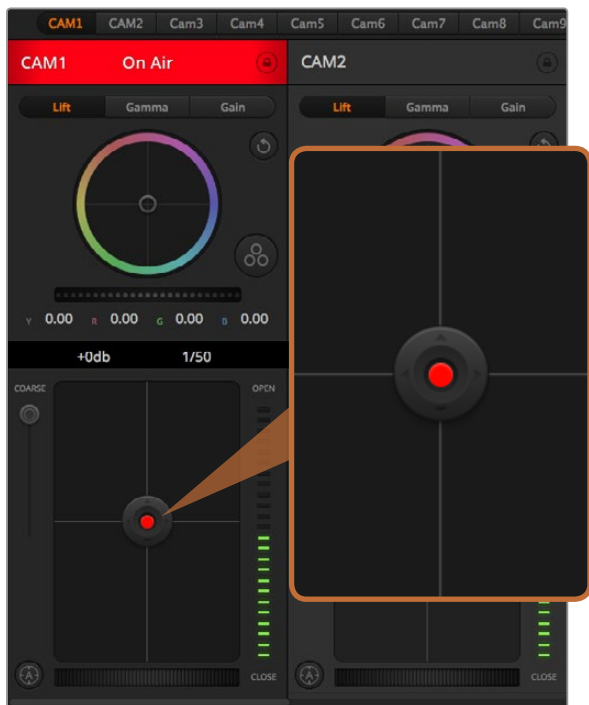 CAM1 CAM2 Cam3 Cam4 Cam5 Cam6 Cam7 Cam8 Cam9
CAM1 On Air
CAM2
Lift Gamma Gain
Lift Gamma Gain
Y 0.00 R 0.00 G 0.00 B 0.00
+0db 1/50
COARSE
OPEN
A
CLOSE
A
CLOSE